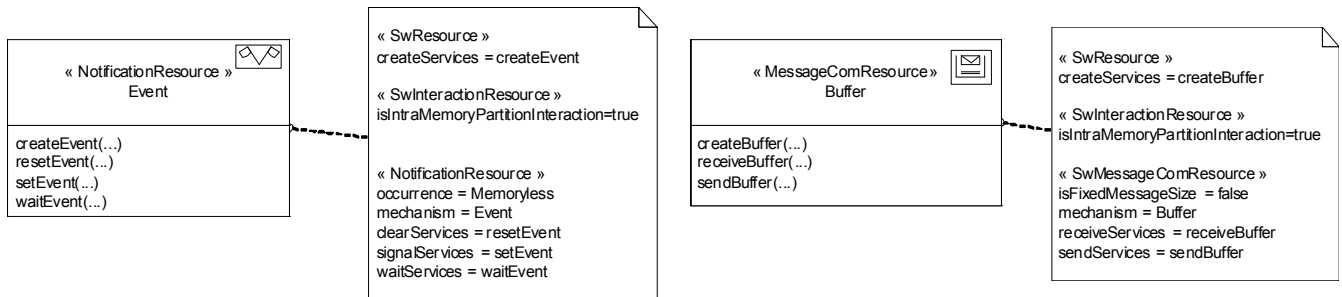 « NotificationResource »
Event
createEvent(...)
resetEvent(...)
setEvent(...)
waitEvent(...)
« SwResource »
createServices = createEvent
« SwInteractionResource »
isIntraMemoryPartitionInteraction=true
« NotificationResource »
occurrence = Memoryless
mechanism = Event
clearServices = resetEvent
signalServices = setEvent
waitServices = waitEvent
« MessageComResource»
Buffer
createBuffer(...)
receiveBuffer(...)
sendBuffer(...)
« SwResource »
createServices = createBuffer
« SwInteractionResource »
isIntraMemoryPartitionInteraction=true
« SwMessageComResource »
isFixedMessageSize = false
mechanism = Buffer
receiveServices = receiveBuffer
sendServices = sendBuffer